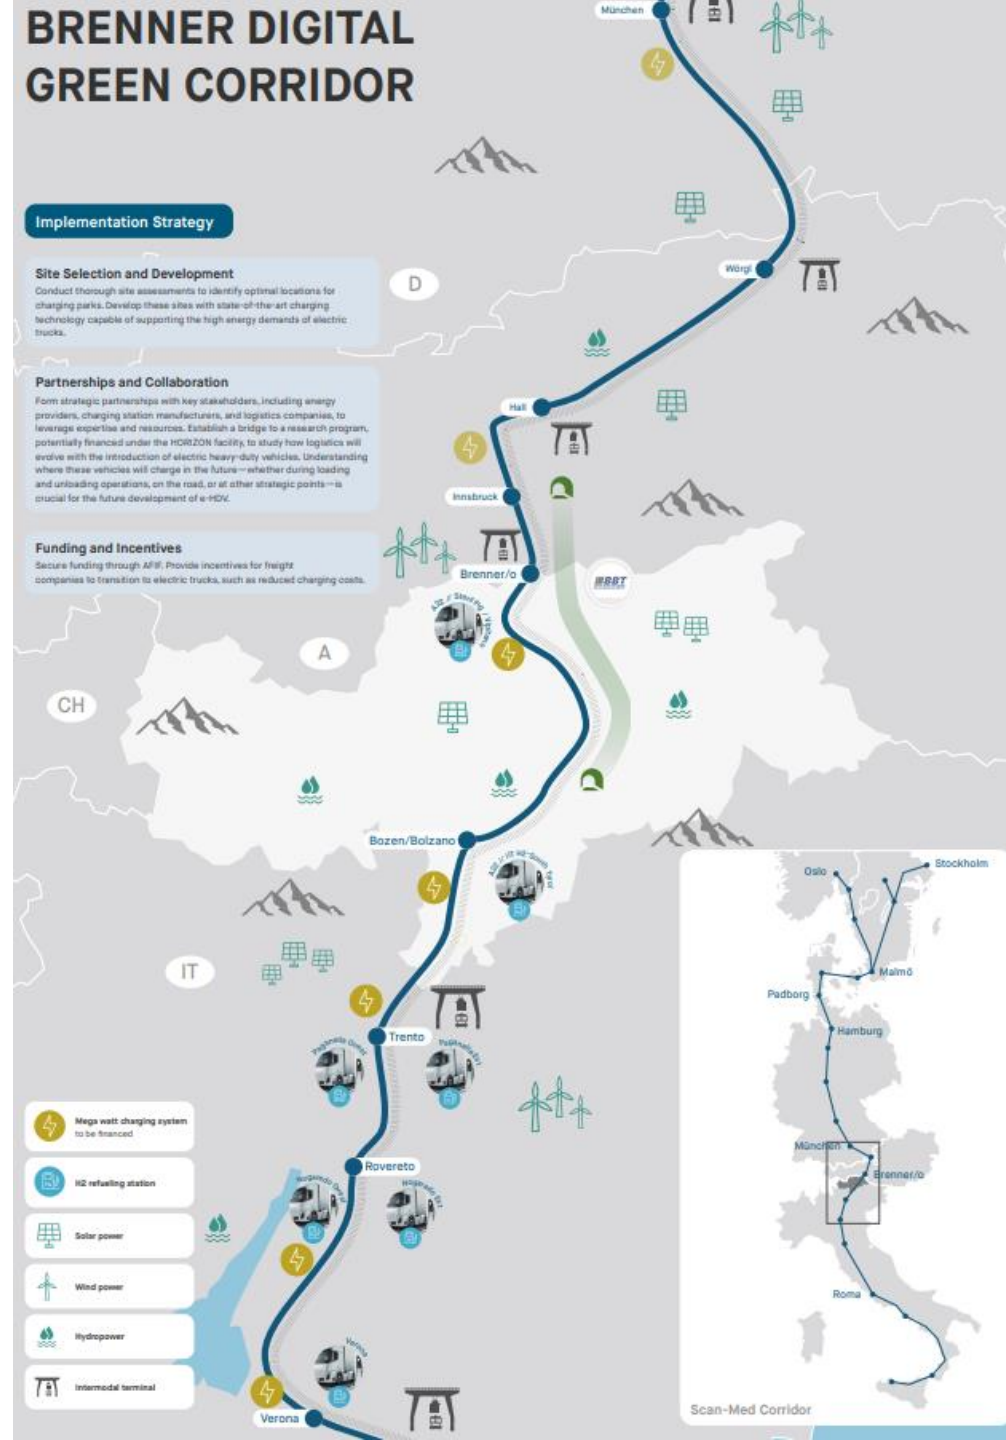 BRENNER DIGITAL
GREEN CORRIDOR
Implementation Strategy
Site Selection and Development
Conduct thorough site assessments to identify optimal locations for
charging parks. Develop these sites with state-of-the-art charging
technology capable of supporting the high energy demands of electric
trucks.
Partnerships and Collaboration
Form strategic partnerships with key stakeholders, including energy
providers, charging station manufacturers, and logistics companies, to
leverage expertise and resources. Establish a bridge to a research program,
potentially financed under the HORIZON facility, to study how logistics will
evolve with the introduction of electric heavy-duty vehicles. Understanding
where these vehicles will charge in the future—whether during loading
and unloading operations, on the road, or at other strategic points—is
crucial for the future development of e-HDV.
Funding and Incentives
Secure funding through AFIF. Provide incentives for freight
companies to transition to electric trucks, such as reduced charging costs.
München
Wörgl
D
Hall
Innsbruck
Brenner/o
BBT
A
CH
Bozen/Bolzano
IT
Trento
Paganella Ovest
Paganella Est
Rovereto
Nogaredo Ovest
Nogaredo Est
Verona
Verona
Mega watt charging system
to be financed
H2 refueling station
Solar power
Wind power
Hydropower
Intermodal terminal
Oslo
Stockholm
Malmö
Padborg
Hamburg
München
Brenner/o
Roma
Scan-Med Corridor